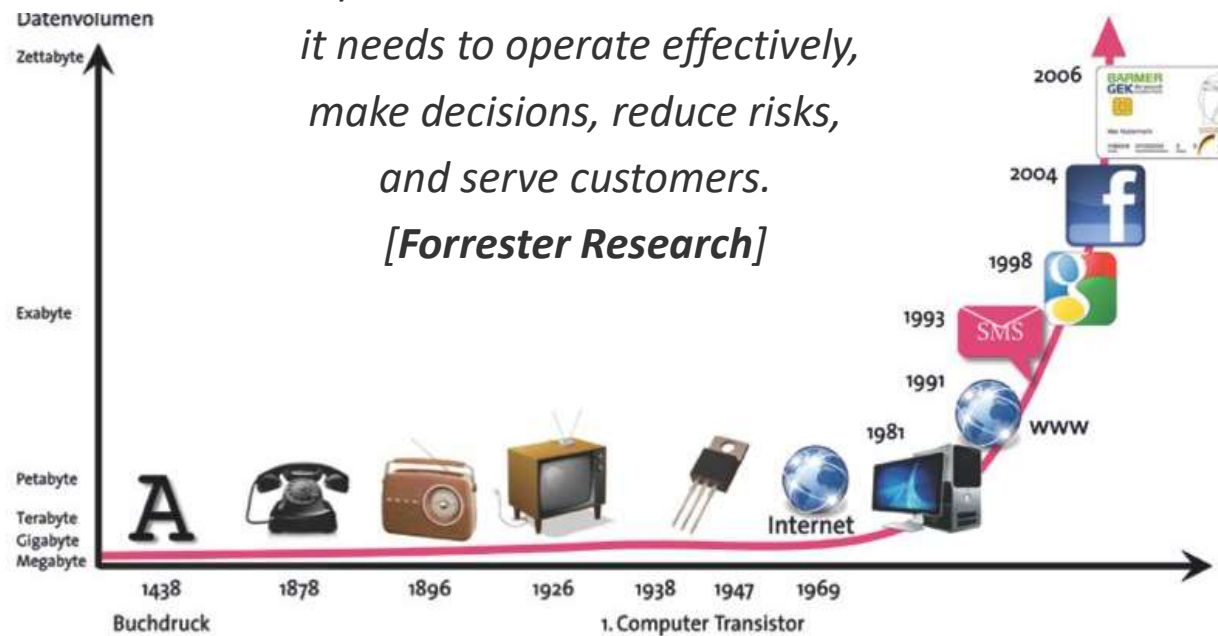 Datenvolumen
it needs to operate effectively,
make decisions, reduce risks,
and serve customers.
[Forrester Research]
Zettabyte
Exabyte
Petabyte
Terabyte
Gigabyte
Megabyte
2006
BARMER
GEK
2004
f
1998
g
1993
SMS
1991
WWW
1981
A
Internet
1438
1878
1896
1926
1938
1947
1969
Buchdruck
1. Computer Transistor